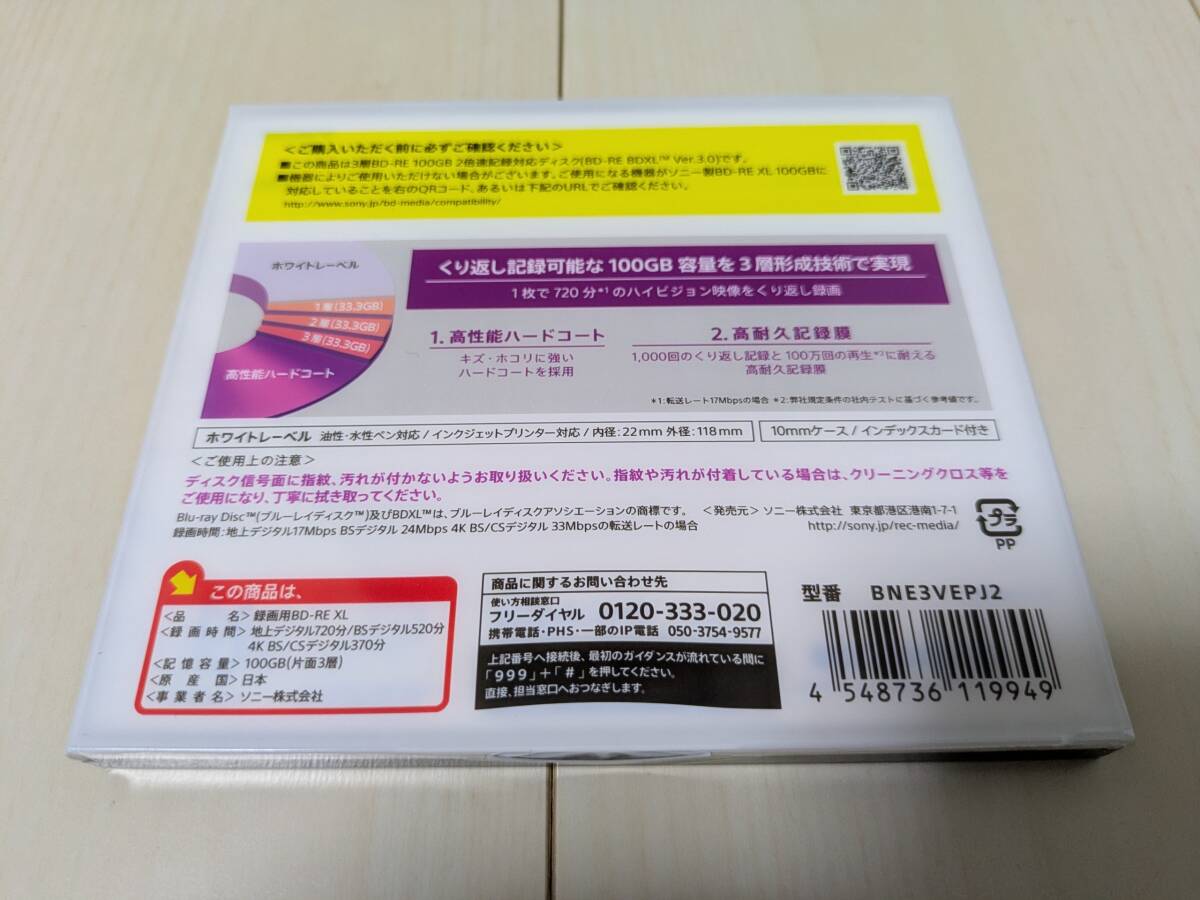 ＜ご購入いただく前に必ずご確認ください＞
■この商品は3層BD-RE 100GB 2倍速記録対応ディスク(BD-RE BDXL™ Ver.3.0)です。
■機器によりご使用いただけない場合がございます。ご使用になる機器がソニー製BD-RE XL 100GBに
対応していることを右のQRコード、あるいは下記のURLでご確認ください。
http://www.sony.jp/bd-media/compatibility/
ホワイトレーベル
1層(33.3GB)
2層(33.3GB)
3層(33.3GB)
高性能ハードコート
くり返し記録可能な100GB容量を3層形成技術で実現
1枚で720分*1のハイビジョン映像をくり返し録画
1. 高性能ハードコート
キズ・ホコリに強い
ハードコートを採用
2. 高耐久記録膜
1,000回のくり返し記録と100万回の再生*2に耐える
高耐久記録膜
*1:転送レート17Mbpsの場合 *2:弊社規定条件の社内テストに基づく参考値です。
ホワイトレーベル 油性・水性ペン対応 / インクジェットプリンター対応 / 内径:22mm 外径:118mm
10mmケース / インデックスカード付き
＜ご使用上の注意＞
ディスク信号面に指紋、汚れが付かないようお取り扱いください。指紋や汚れが付着している場合は、クリーニングクロス等を
ご使用になり、丁寧に拭き取ってください。
Blu-ray Disc™(ブルーレイディスク™)及びBDXL™は、ブルーレイディスクアソシエーションの商標です。 ＜発売元＞ ソニー株式会社 東京都港区港南1-7-1
録画時間:地上デジタル17Mbps BSデジタル 24Mbps 4K BS/CSデジタル 33Mbpsの転送レートの場合
http://sony.jp/rec-media/
プラ
PP
この商品は、
＜品 名＞録画用BD-RE XL
＜録画時間＞地上デジタル720分/BSデジタル520分
4K BS/CSデジタル370分
＜記憶容量＞100GB(片面3層)
＜原産国＞日本
＜事業者名＞ソニー株式会社
商品に関するお問い合わせ先
使い方相談窓口
フリーダイヤル 0120-333-020
携帯電話・PHS・一部のIP電話 050-3754-9577
上記番号へ接続後、最初のガイダンスが流れている間に
「999」+「#」を押してください。
直接、担当窓口へおつなぎします。
型番 BNE3VEPJ2
4 548736 119949